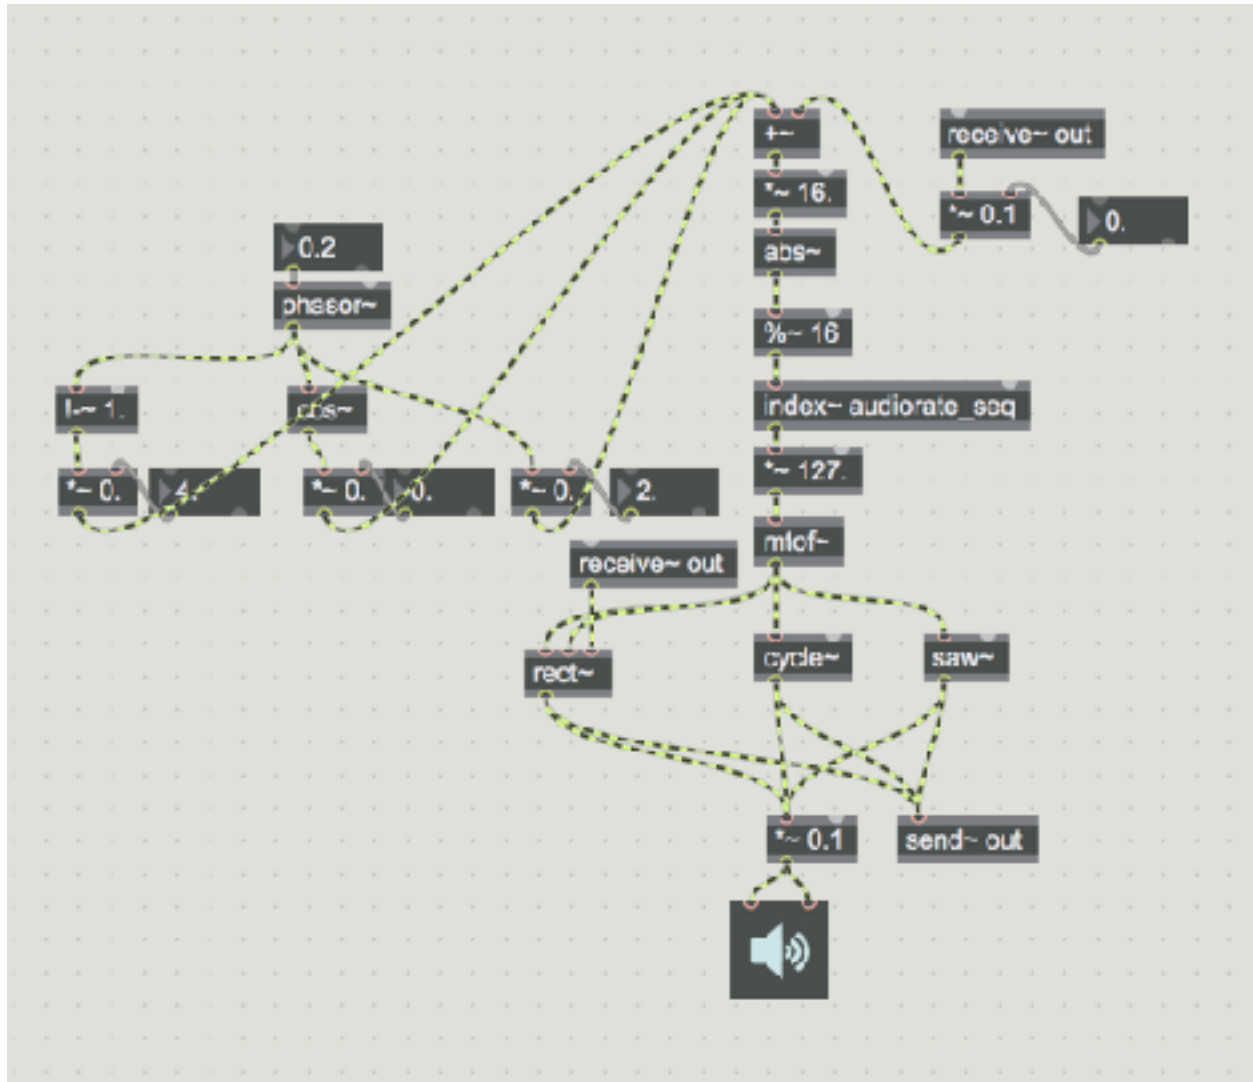 +~
receive~ out
*~ 16.
*~ 0.1
0.
0.2
abs~
phasor~
%~ 16
!-~ 1.
index~ audiorate_seq
*~ 0.
4.
*~ 0.
0.
*~ 0.
2.
*~ 127.
mtof~
receive~ out
rect~
cycle~
saw~
*~ 0.1
send~ out